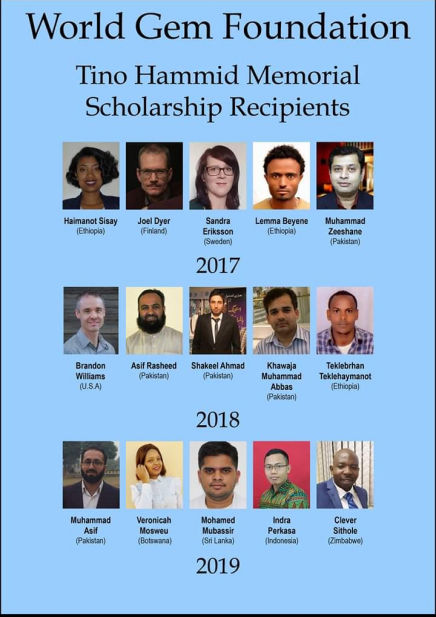 World Gem Foundation
Tino Hammid Memorial
Scholarship Recipients
Haimanot Sisay
(Ethiopia)
Joel Dyer
(Finland)
Sandra
Eriksson
(Sweden)
Lemma Beyene
(Ethiopia)
Muhammad
Zeeshane
(Pakistan)
2017
Brandon
Williams
(U.S.A)
Asif Rasheed
(Pakistan)
Shakeel Ahmad
(Pakistan)
Khawaja
Muhammad
Abbas
(Pakistan)
Teklebrhan
Teklehaymanot
(Ethiopia)
2018
Muhammad
Asif
(Pakistan)
Veronicah
Mosweu
(Botswana)
Mohamed
Mubassir
(Sri Lanka)
Indra
Perkasa
(Indonesia)
Clever
Sithole
(Zimbabwe)
2019